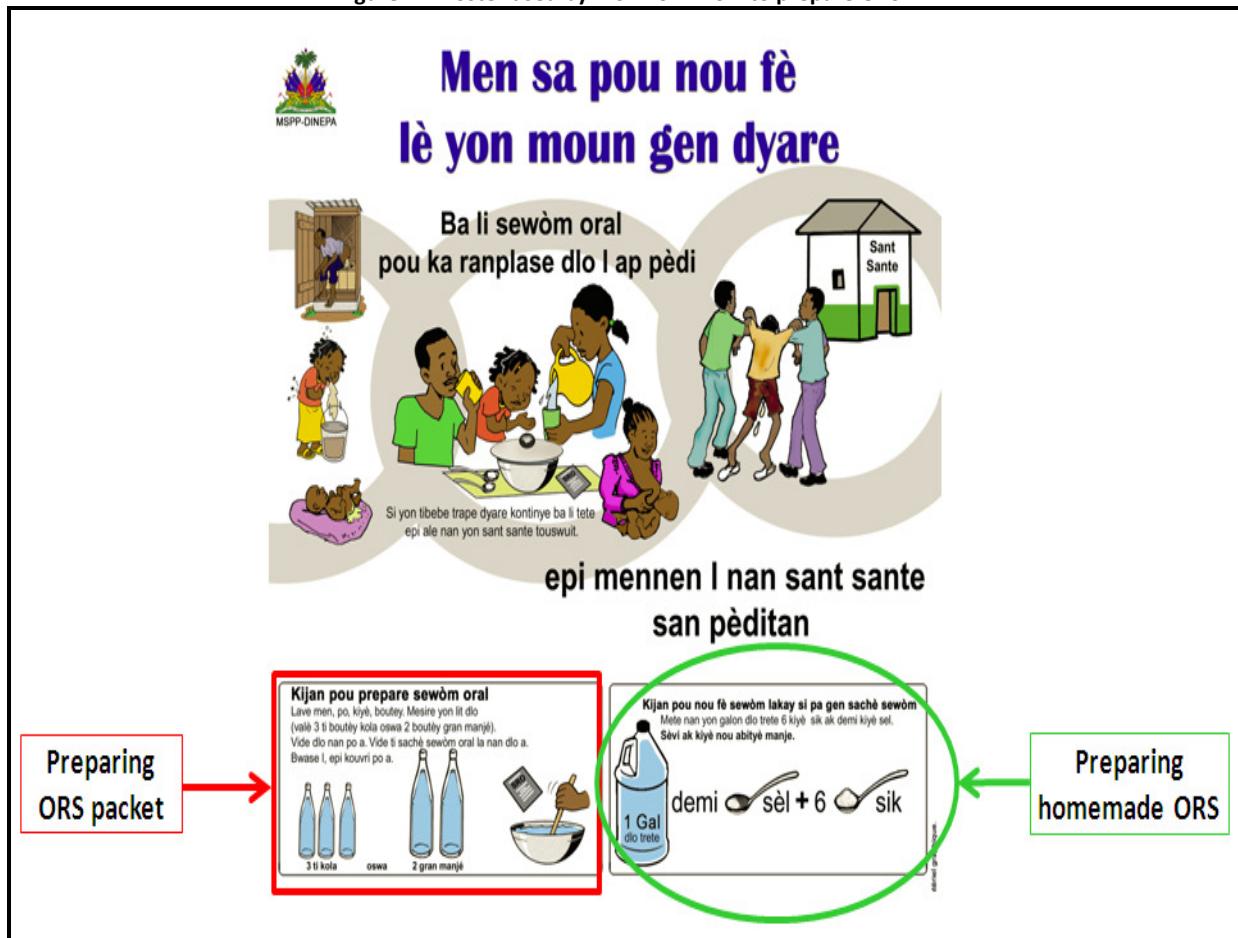 MSPP-DINEPA
Men sa pou nou fè
lè yon moun gen dyare
Ba li sewòm oral
pou ka ranplase dlo l ap pèdi
Sant
Sante
Si yon tibebe trape dyare kontinye ba li tete
epi ale nan yon sant sante touswuit.
epi mennen l nan sant sante
san pèditan
Preparing
ORS packet
Kijan pou prepare sewòm oral
Lave men, po, kiyè, boutey. Mesire yon lit dlo
(valè 3 ti boutèy kola oswa 2 boutèy gran manjé).
Vide dlo nan po a. Vide ti sachè sewòm oral la nan dlo a.
Bwase l, epi kouvri po a.
SRO
3 ti kola oswa 2 gran manjé
Kijan pou nou fè sewòm lakay si pa gen sachè sewòm
Mete nan yon galon dlo trete 6 kiyè sik ak demi kiyè sel.
Sèvi ak kiyè nou abityè manje.
1 Gal
dlo trete
demi sèl + 6 sik
Preparing
homemade ORS